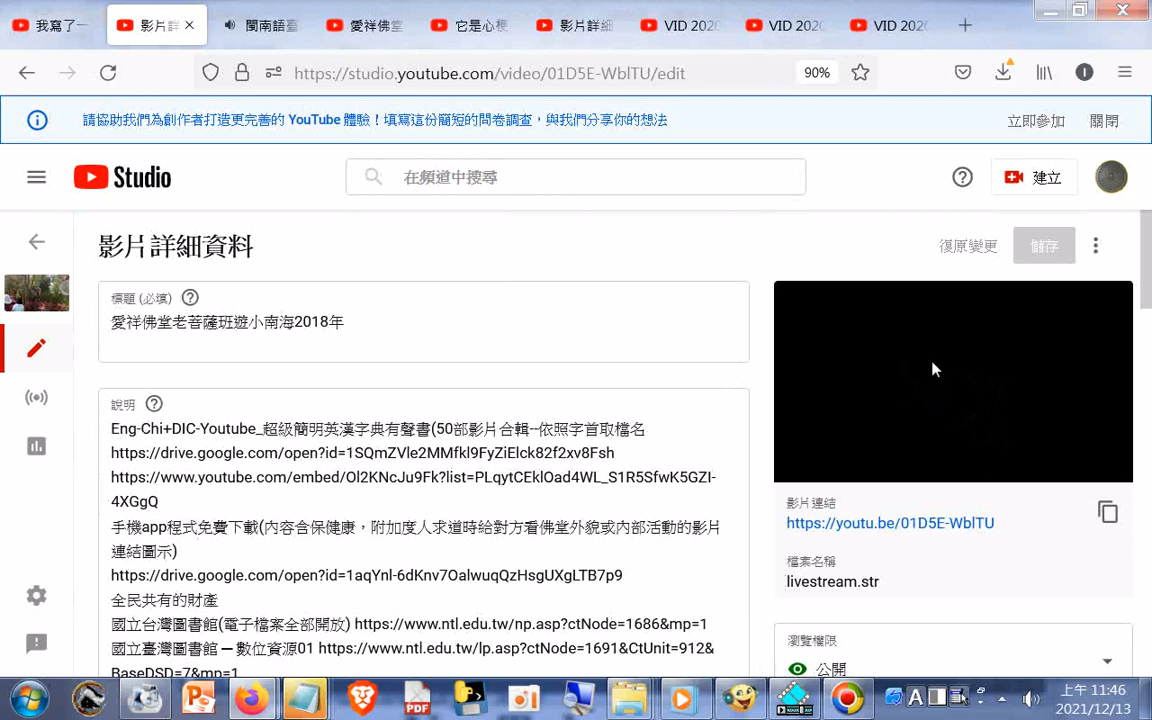 我寫了一
影片詳
閩南語臺
愛祥佛堂
它是心梗
影片詳細
VID 2020
VID 2020
VID 2020
https://studio.youtube.com/video/01D5E-WblTU/edit
90%
請協助我們為創作者打造更完善的 YouTube 體驗！填寫這份簡短的問卷調查，與我們分享你的想法
立即參加
關閉
Studio
在頻道中搜尋
建立
影片詳細資料
復原變更
儲存
標題 (必填)
愛祥佛堂老菩薩班遊小南海2018年
說明
Eng-Chi+DIC-Youtube_超級簡明英漢字典有聲書(50部影片合輯--依照字首取檔名
https://drive.google.com/open?id=1SQmZVle2MMfkl9FyZiElck82f2xv8Fsh
https://www.youtube.com/embed/Ol2KNcJu9Fk?list=PLqytCEklOad4WL_S1R5SfwK5GZI-
4XGgQ
手機app程式免費下載(內容含保健康，附加度人求道時給對方看佛堂外貌或內部活動的影片
連結圖示)
https://drive.google.com/open?id=1aqYnl-6dKnv7OalwuqQzHsgUXgLTB7p9
全民共有的財產
國立台灣圖書館(電子檔案全部開放) https://www.ntl.edu.tw/np.asp?ctNode=1686&mp=1
國立臺灣圖書館 — 數位資源01 https://www.ntl.edu.tw/lp.asp?ctNode=1691&CtUnit=912&
BaseDSD=7&mp=1
影片連結
https://youtu.be/01D5E-WblTU
檔案名稱
livestream.str
瀏覽權限
公開
PDF
A
上午 11:46
2021/12/13